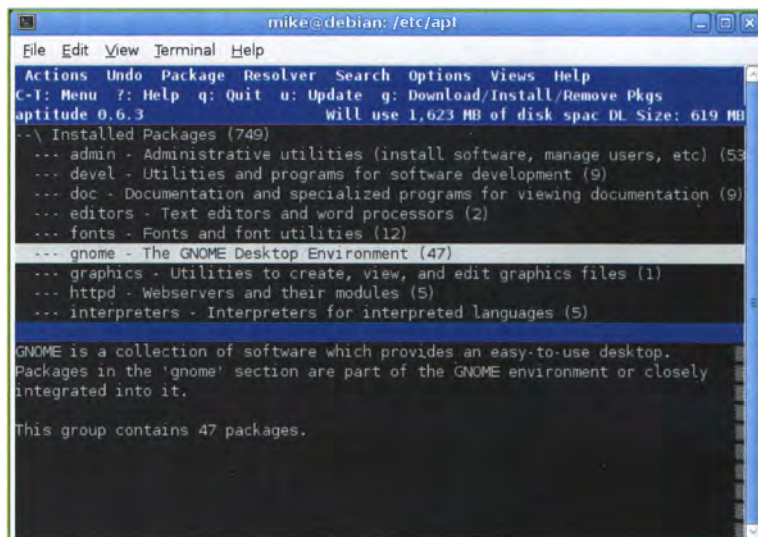 mike@debian: /etc/apt
File Edit View Terminal Help
Actions Undo Package Resolver Search Options Views Help
C-T: Menu ?: Help q: Quit u: Update g: Download/Install/Remove Pkgs
aptitude 0.6.3 Will use 1,623 MB of disk spac DL Size: 619 MB
--\ Installed Packages (749)
--- admin - Administrative utilities (install software, manage users, etc) (53
--- devel - Utilities and programs for software development (9)
--- doc - Documentation and specialized programs for viewing documentation (9)
--- editors - Text editors and word processors (2)
--- fonts - Fonts and font utilities (12)
--- gnome - The GNOME Desktop Environment (47)
--- graphics - Utilities to create, view, and edit graphics files (1)
--- httpd - Webservers and their modules (5)
--- interpreters - Interpreters for interpreted languages (5)
GNOME is a collection of software which provides an easy-to-use desktop.
Packages in the 'gnome' section are part of the GNOME environment or closely
integrated into it.
This group contains 47 packages.